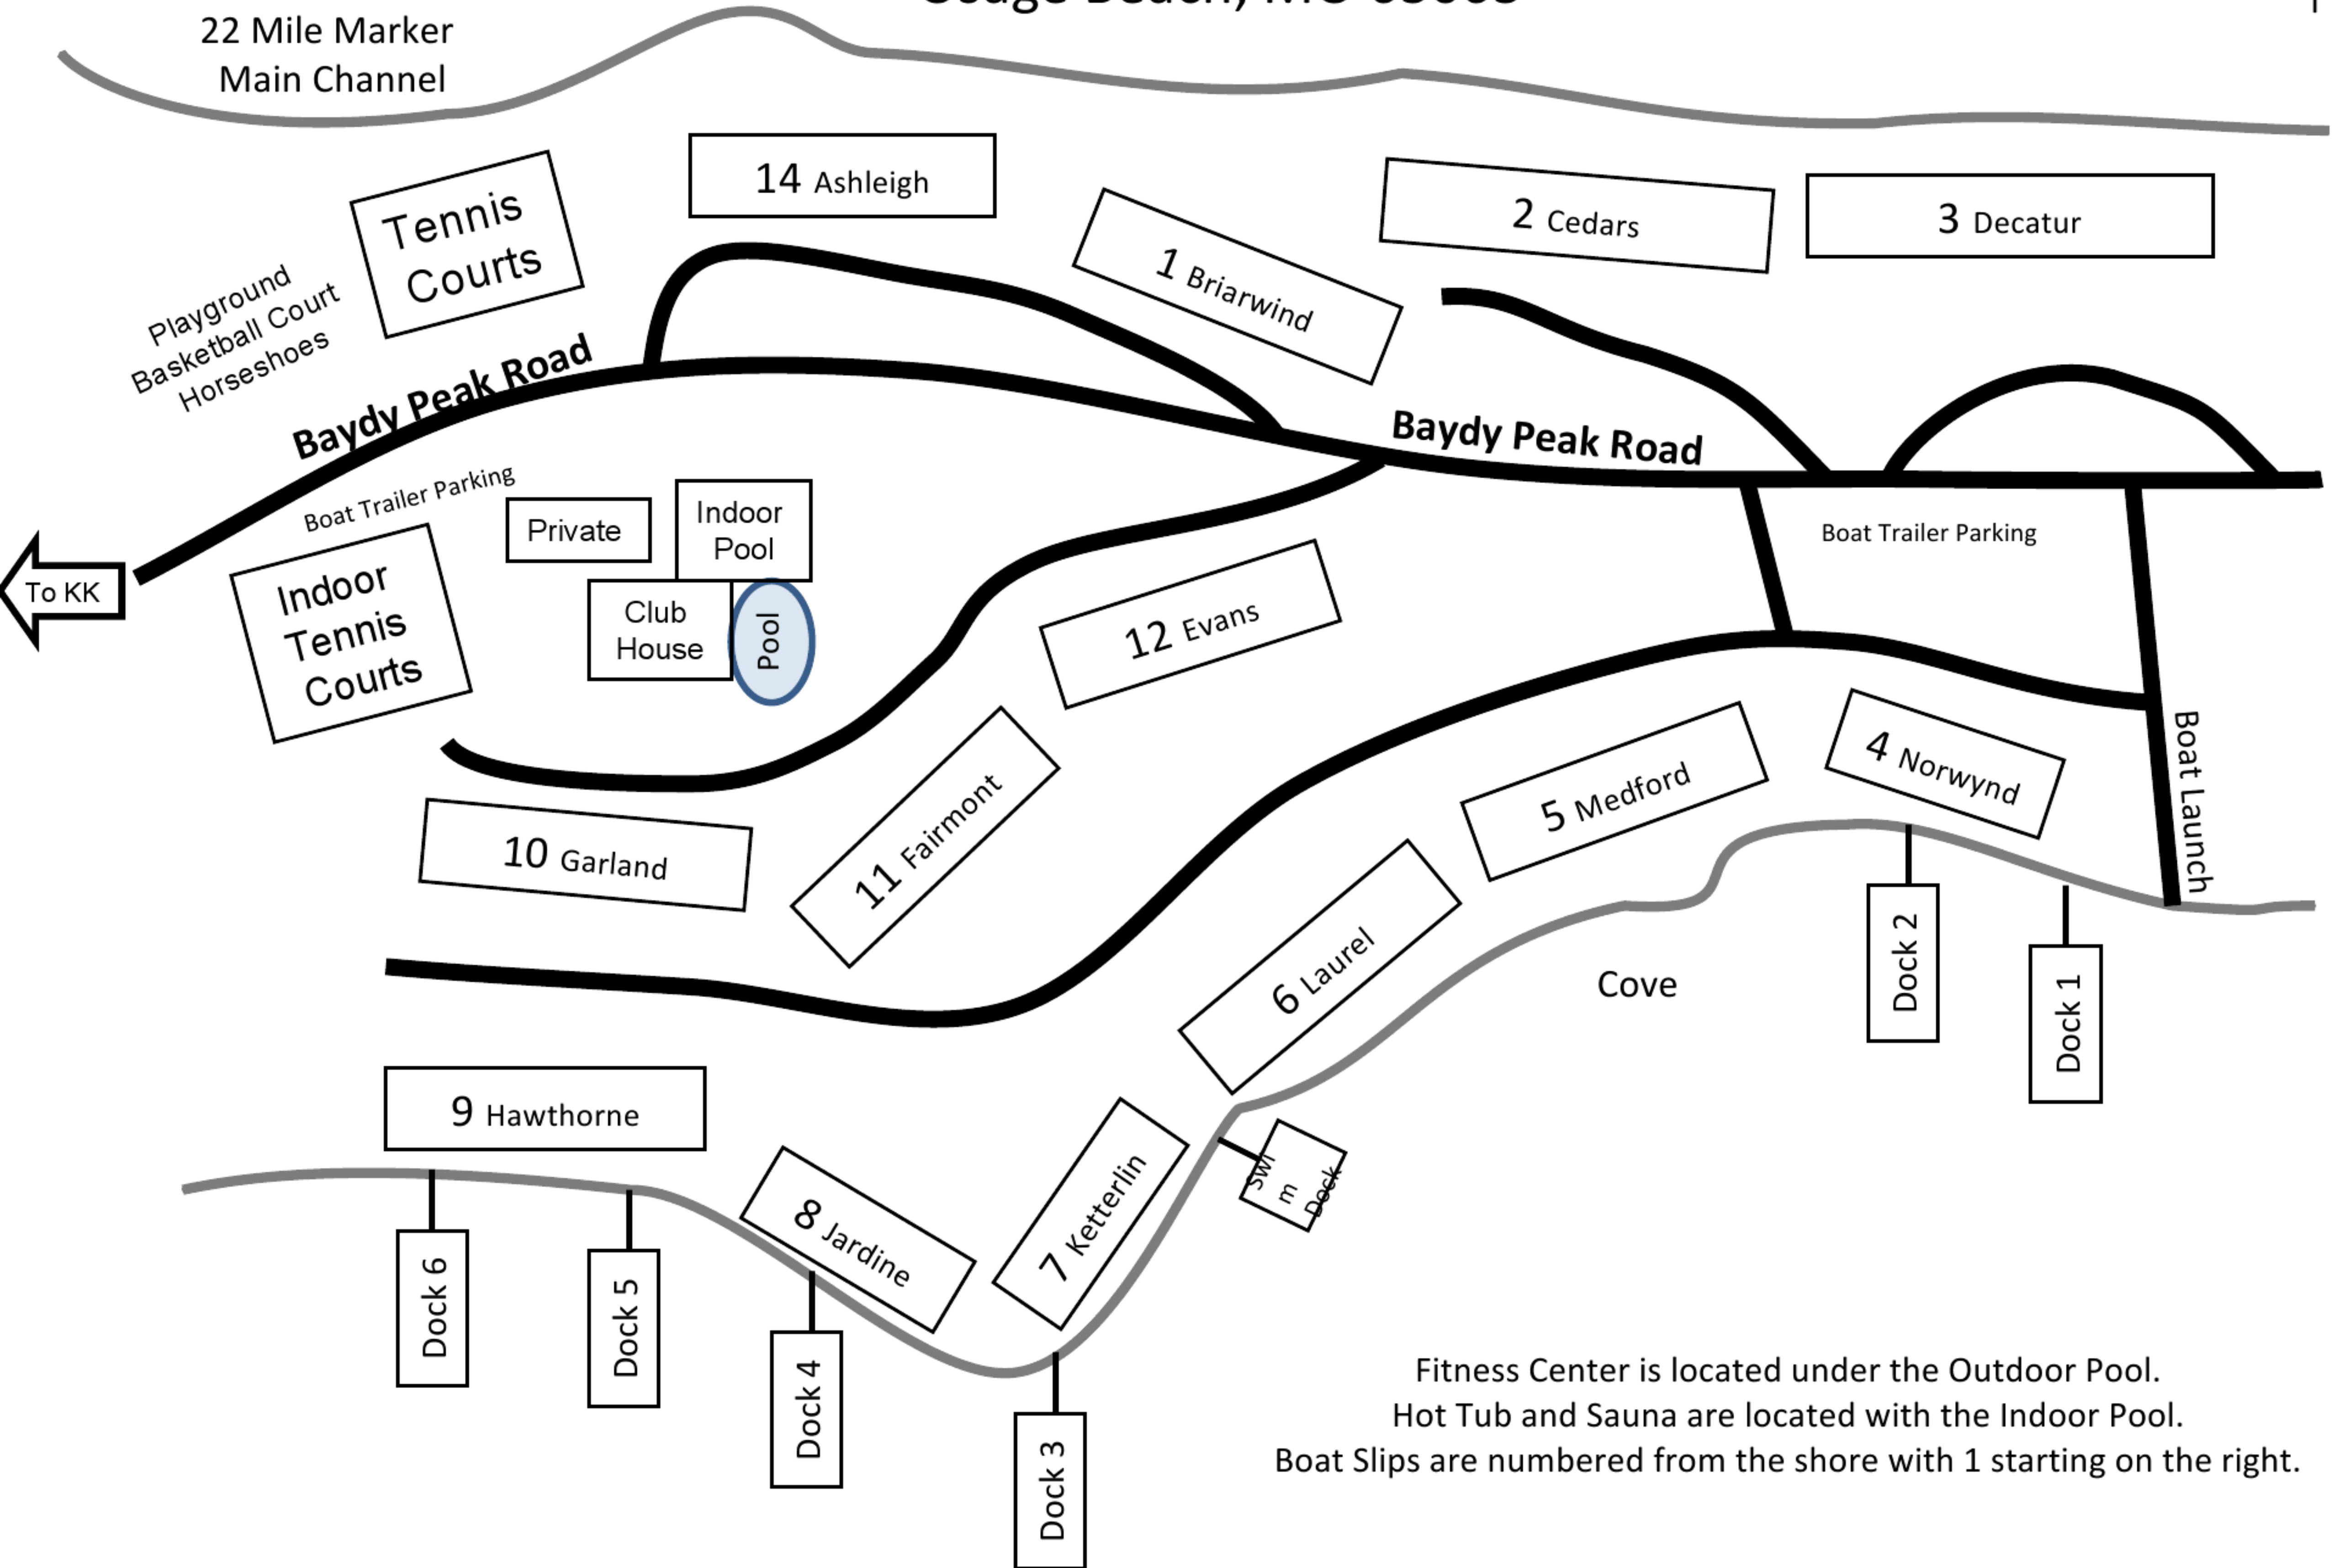 22 Mile Marker
Main Channel
14 Ashleigh
1 Briarwind
2 Cedars
3 Decatur
Tennis
Courts
Playground
Basketball Court
Horseshoes
Baydy Peak Road
Baydy Peak Road
Boat Trailer Parking
Boat Trailer Parking
To KK
Private
Indoor
Pool
Club
House
Pool
Indoor
Tennis
Courts
12 Evans
11 Fairmont
10 Garland
5 Medford
4 Norwynd
Boat Launch
6 Laurel
Cove
Dock 2
Dock 1
9 Hawthorne
8 Jardine
7 Ketterlin
Swi
m
Dock
Dock 6
Dock 5
Dock 4
Dock 3
Fitness Center is located under the Outdoor Pool.
Hot Tub and Sauna are located with the Indoor Pool.
Boat Slips are numbered from the shore with 1 starting on the right.